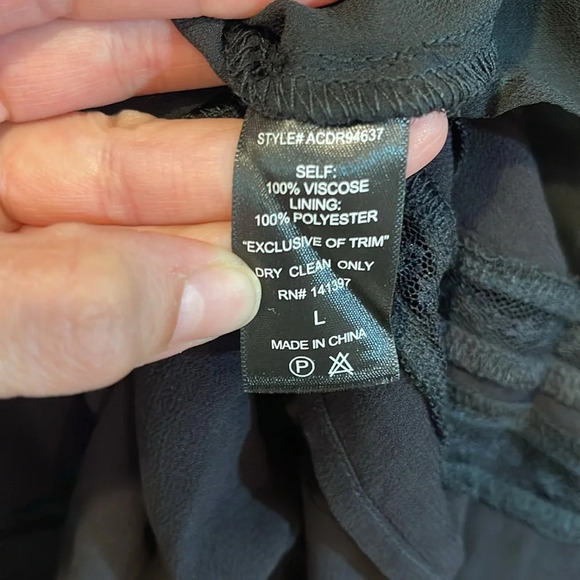 STYLE# ACDR94637
SELF:
100% VISCOSE
LINING:
100% POLYESTER
"EXCLUSIVE OF TRIM"
DRY CLEAN ONLY
RN# 141397
L
MADE IN CHINA
P